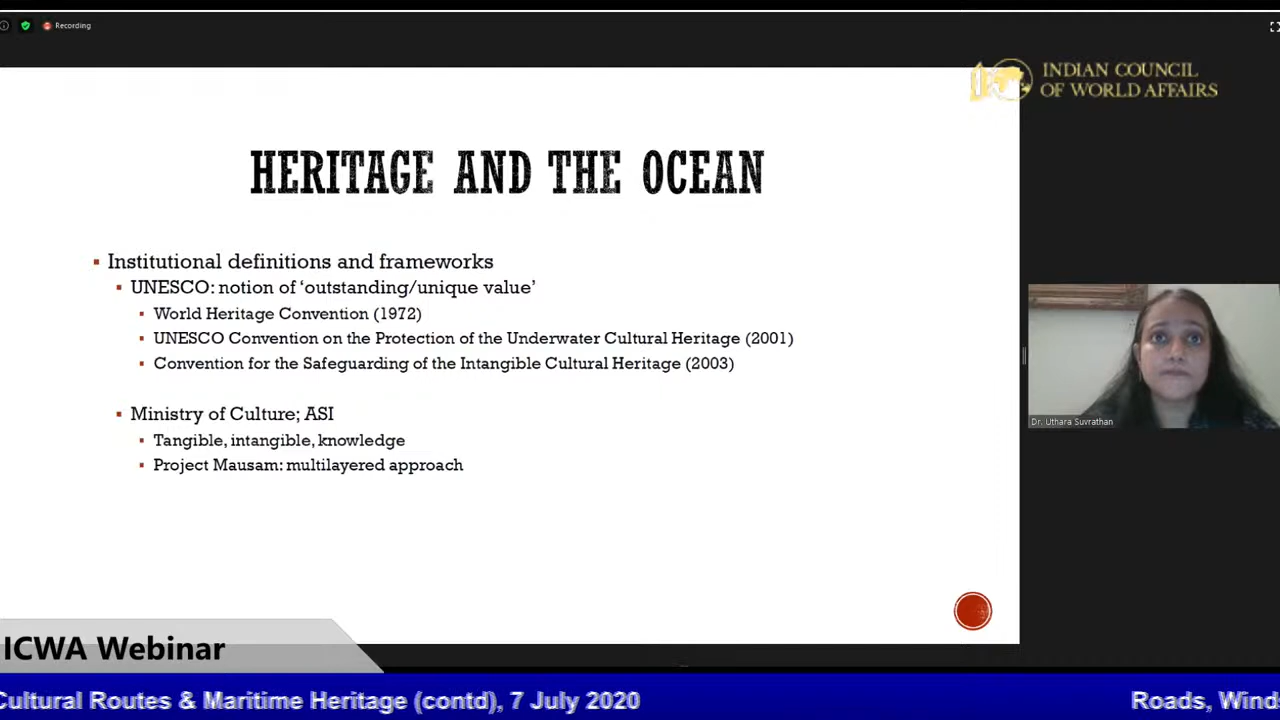 Recording
INDIAN COUNCIL
OF WORLD AFFAIRS
HERITAGE AND THE OCEAN
Institutional definitions and frameworks
UNESCO: notion of ‘outstanding/unique value’
World Heritage Convention (1972)
UNESCO Convention on the Protection of the Underwater Cultural Heritage (2001)
Convention for the Safeguarding of the Intangible Cultural Heritage (2003)
Ministry of Culture; ASI
Tangible, intangible, knowledge
Project Mausam: multilayered approach
Dr. Uthara Suvrathan
ICWA Webinar
Cultural Routes & Maritime Heritage (contd), 7 July 2020 Roads, Winds